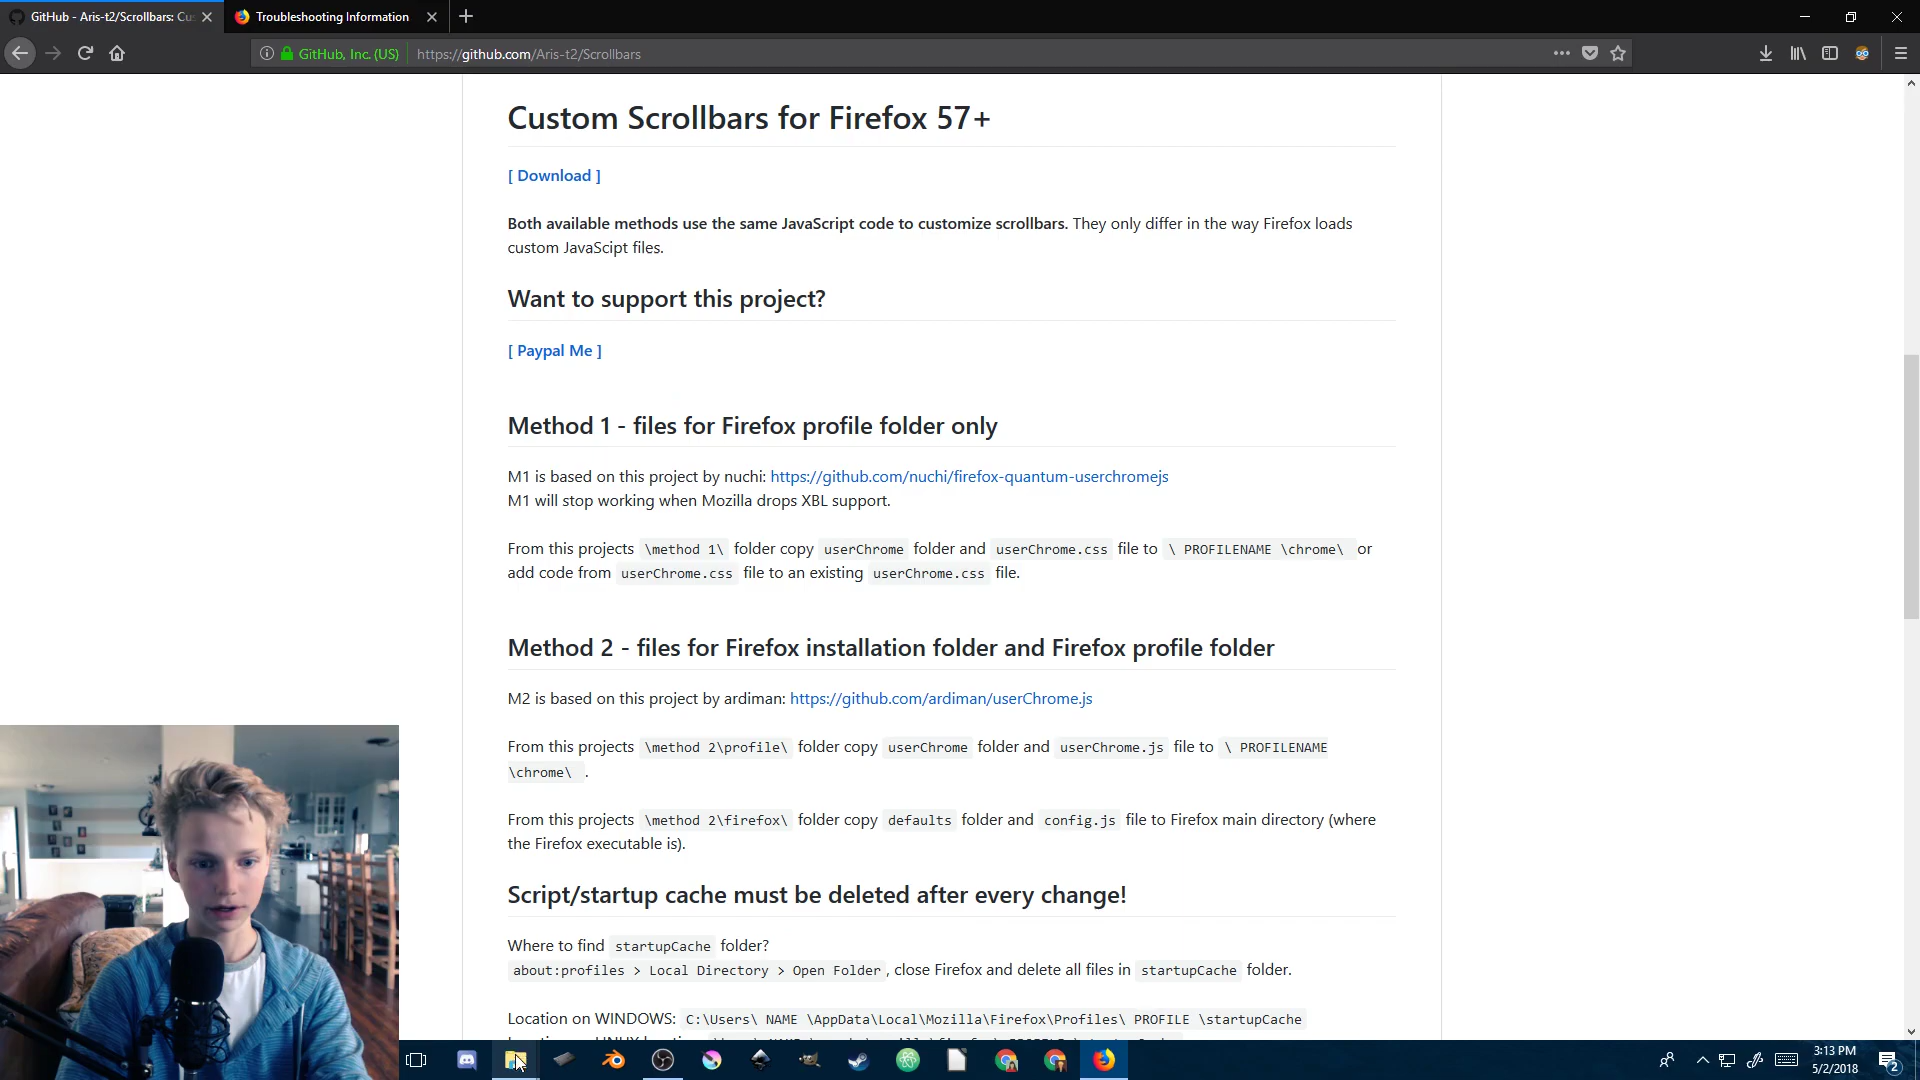 GitHub - Aris-t2/Scrollbars: Cus
Troubleshooting Information
GitHub, Inc. (US)
https://github.com/Aris-t2/Scrollbars
Custom Scrollbars for Firefox 57+
[ Download ]
Both available methods use the same JavaScript code to customize scrollbars. They only differ in the way Firefox loads
custom JavaScipt files.
Want to support this project?
[ Paypal Me ]
Method 1 - files for Firefox profile folder only
M1 is based on this project by nuchi: https://github.com/nuchi/firefox-quantum-userchromejs
M1 will stop working when Mozilla drops XBL support.
From this projects \method 1\ folder copy userChrome folder and userChrome.css file to \ PROFILENAME \chrome\ or
add code from userChrome.css file to an existing userChrome.css file.
Method 2 - files for Firefox installation folder and Firefox profile folder
M2 is based on this project by ardiman: https://github.com/ardiman/userChrome.js
From this projects \method 2\profile\ folder copy userChrome folder and userChrome.js file to \ PROFILENAME
\chrome\ .
From this projects \method 2\firefox\ folder copy defaults folder and config.js file to Firefox main directory (where
the Firefox executable is).
Script/startup cache must be deleted after every change!
Where to find startupCache folder?
about:profiles > Local Directory > Open Folder , close Firefox and delete all files in startupCache folder.
Location on WINDOWS: C:\Users\ NAME \AppData\Local\Mozilla\Firefox\Profiles\ PROFILE \startupCache
3:13 PM
5/2/2018
2